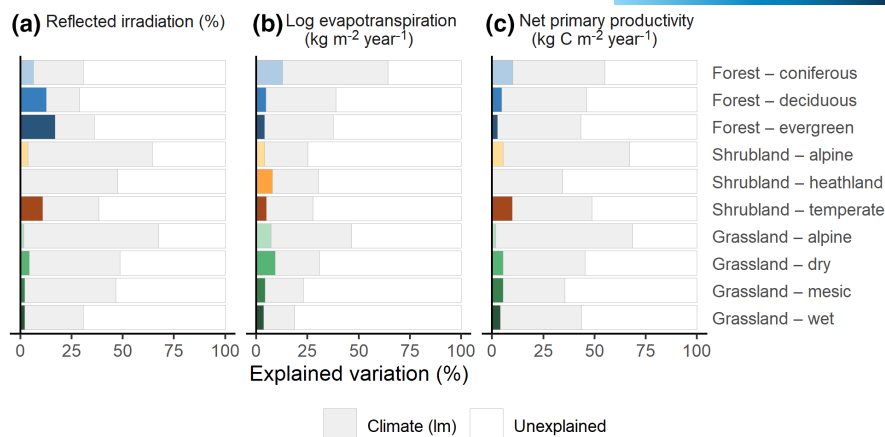 (a) Reflected irradiation (%)
(b) Log evapotranspiration
(kg m⁻² year⁻¹)
(c) Net primary productivity
(kg C m⁻² year⁻¹)
Forest – coniferous
Forest – deciduous
Forest – evergreen
Shrubland – alpine
Shrubland – heathland
Shrubland – temperate
Grassland – alpine
Grassland – dry
Grassland – mesic
Grassland – wet
0 25 50 75 100
0 25 50 75 100
0 25 50 75 100
Explained variation (%)
Climate (lm)
Unexplained